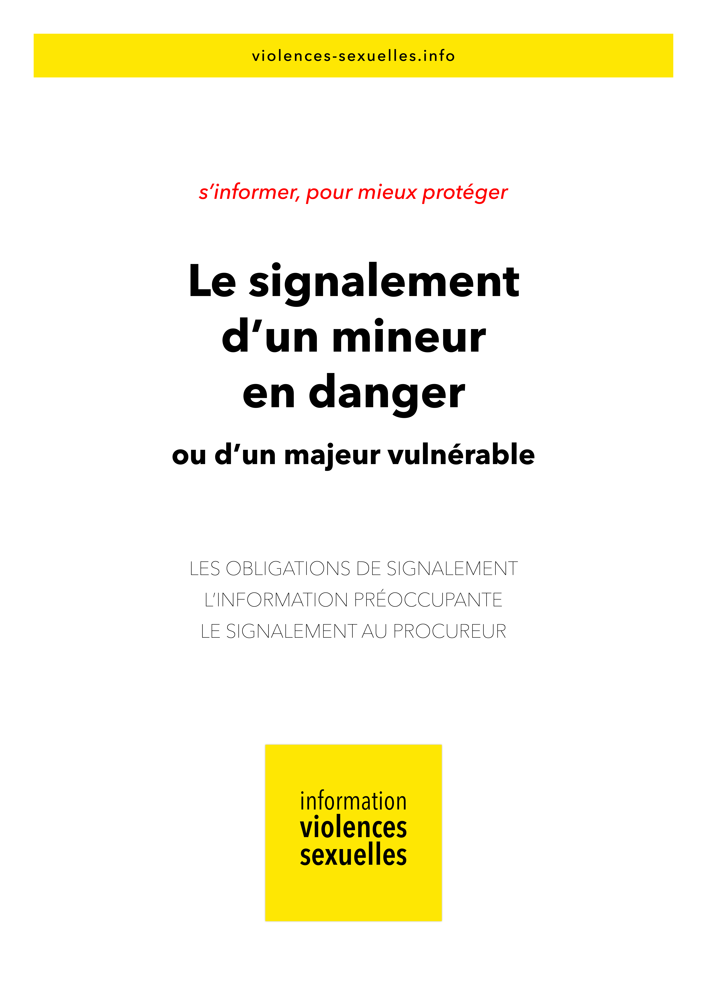 violences-sexuelles.info
s’informer, pour mieux protéger
Le signalement
d’un mineur
en danger
ou d’un majeur vulnérable
LES OBLIGATIONS DE SIGNALEMENT
L’INFORMATION PRÉOCCUPANTE
LE SIGNALEMENT AU PROCUREUR
information
violences
sexuelles